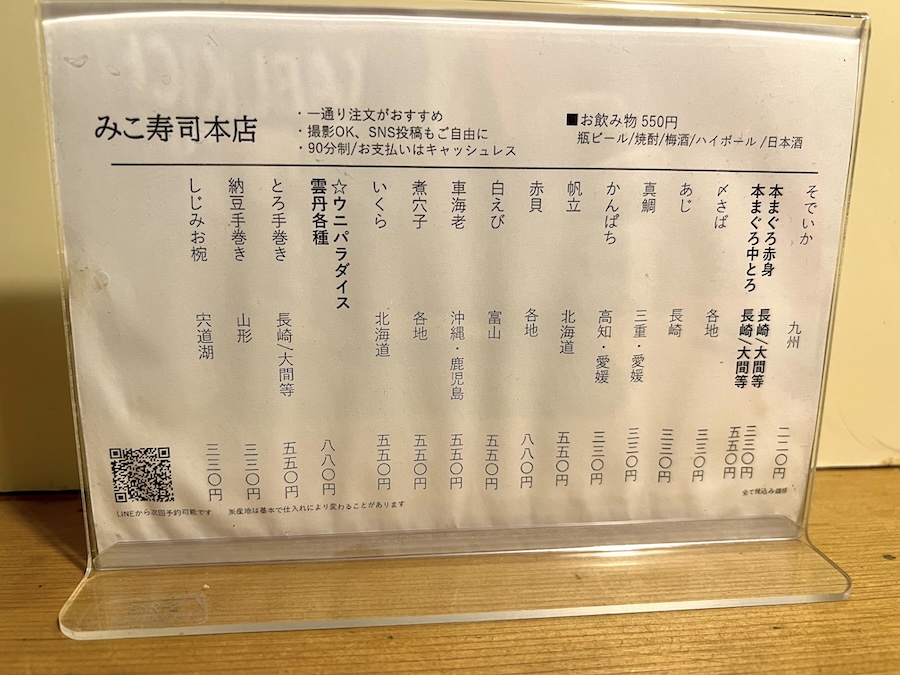 みこ寿司本店
・一通り注文がおすすめ
・撮影OK、SNS投稿もご自由に
・90分制/お支払いはキャッシュレス
■お飲み物 550円
瓶ビール/焼酎/梅酒/ハイボール/日本酒
そでいか 九州 二二〇円
本まぐろ赤身 長崎/大間等 三三〇円
本まぐろ中とろ 長崎/大間等 五五〇円
〆さば 各地 三三〇円
あじ 長崎 三三〇円
真鯛 三重・愛媛 三三〇円
かんぱち 高知・愛媛 三三〇円
帆立 北海道 五五〇円
赤貝 各地 八八〇円
白えび 富山 五五〇円
車海老 沖縄・鹿児島 五五〇円
煮穴子 各地 五五〇円
いくら 北海道 五五〇円
☆ウニパラダイス
雲丹各種 八八〇円
とろ手巻き 長崎/大間等 五五〇円
納豆手巻き 山形 三三〇円
しじみお椀 宍道湖 三三〇円
全て税込み価格
LINEから次回予約可能です
※産地は基本で仕入れにより変わることがあります